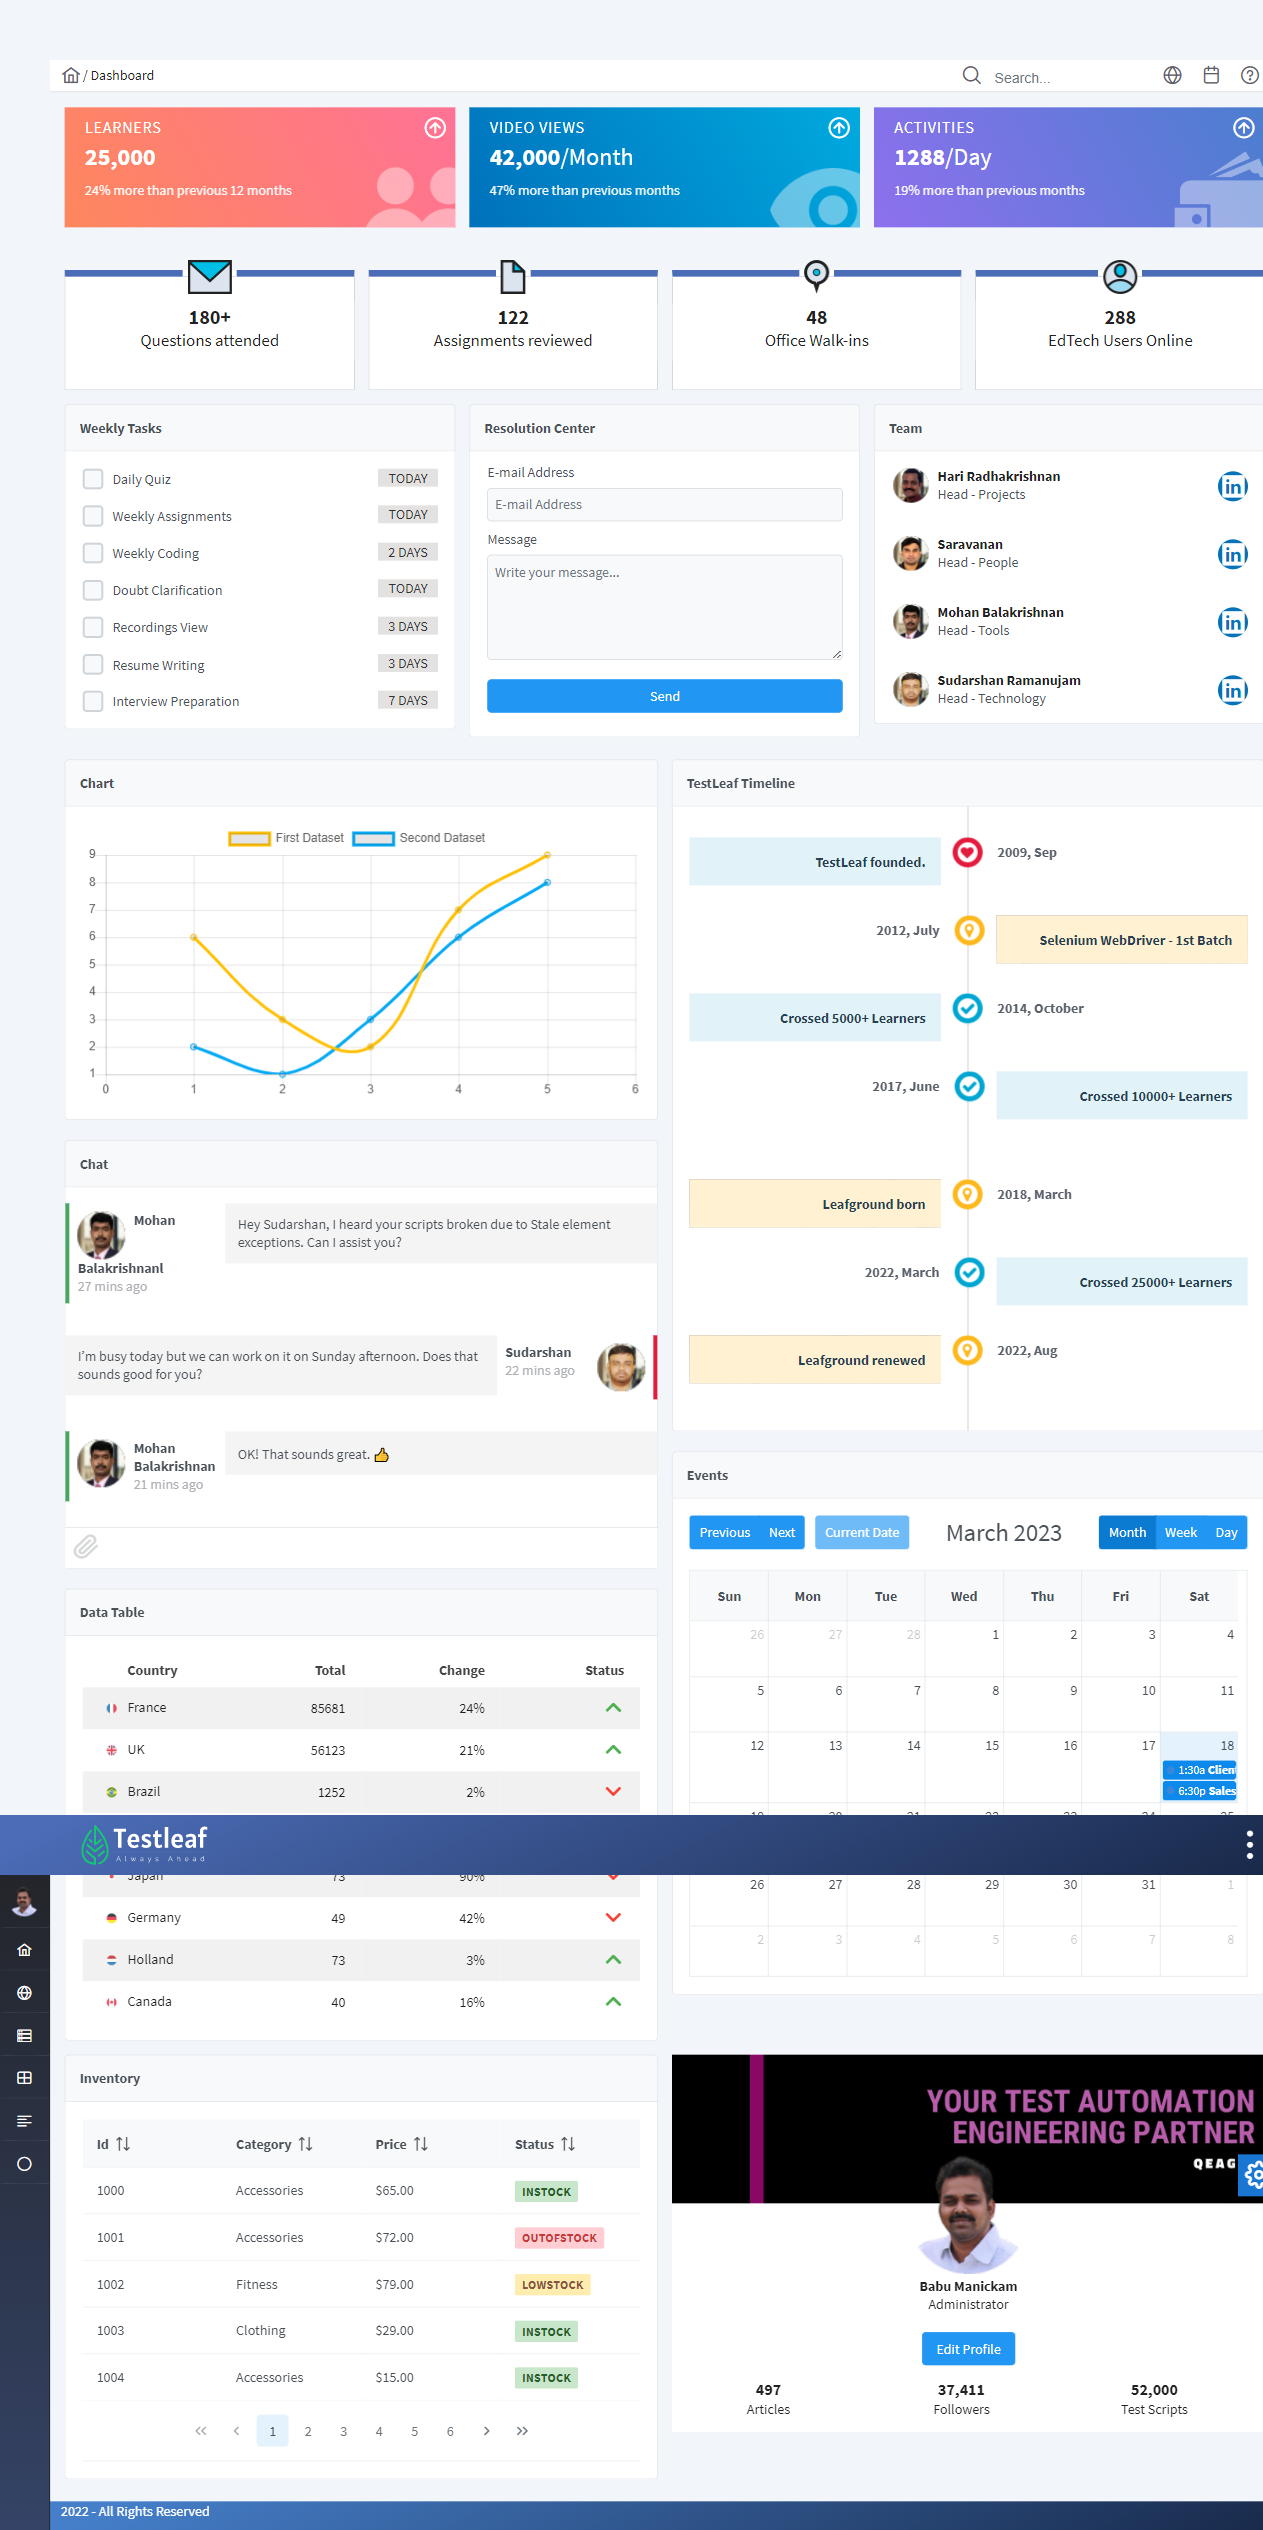 / Dashboard
Search...
LEARNERS
25,000
24% more than previous 12 months
VIDEO VIEWS
42,000/Month
47% more than previous months
ACTIVITIES
1288/Day
19% more than previous months
180+
Questions attended
122
Assignments reviewed
48
Office Walk-ins
288
EdTech Users Online
Weekly Tasks
Daily Quiz TODAY
Weekly Assignments TODAY
Weekly Coding 2 DAYS
Doubt Clarification TODAY
Recordings View 3 DAYS
Resume Writing 3 DAYS
Interview Preparation 7 DAYS
Resolution Center
E-mail Address
E-mail Address
Message
Write your message...
Send
Team
Hari Radhakrishnan
Head - Projects
in
Saravanan
Head - People
in
Mohan Balakrishnan
Head - Tools
in
Sudarshan Ramanujam
Head - Technology
in
Chart
First Dataset Second Dataset
9
8
7
6
5
4
3
2
1
0 1 2 3 4 5 6
TestLeaf Timeline
TestLeaf founded. 2009, Sep
2012, July Selenium WebDriver - 1st Batch
Crossed 5000+ Learners 2014, October
2017, June Crossed 10000+ Learners
Leafground born 2018, March
2022, March Crossed 25000+ Learners
Leafground renewed 2022, Aug
Chat
Mohan
Balakrishnanl
27 mins ago
Hey Sudarshan, I heard your scripts broken due to Stale element
exceptions. Can I assist you?
I'm busy today but we can work on it on Sunday afternoon. Does that
sounds good for you?
Sudarshan
22 mins ago
Mohan
Balakrishnan
21 mins ago
OK! That sounds great. 👍
Events
Previous Next Current Date March 2023 Month Week Day
Sun Mon Tue Wed Thu Fri Sat
26 27 28 1 2 3 4
5 6 7 8 9 10 11
12 13 14 15 16 17 18
1:30a Client
6:30p Sales
19 20 21 22 23 24 25
26 27 28 29 30 31 1
2 3 4 5 6 7 8
Data Table
Country Total Change Status
France 85681 24%
UK 56123 21%
Brazil 1252 2%
Testleaf
Always Ahead
Japan 73 90%
Germany 49 42%
Holland 73 3%
Canada 40 16%
Inventory
Id Category Price Status
1000 Accessories $65.00 INSTOCK
1001 Accessories $72.00 OUTOFSTOCK
1002 Fitness $79.00 LOWSTOCK
1003 Clothing $29.00 INSTOCK
1004 Accessories $15.00 INSTOCK
1 2 3 4 5 6
YOUR TEST AUTOMATION
ENGINEERING PARTNER
QEAG
Babu Manickam
Administrator
Edit Profile
497
Articles
37,411
Followers
52,000
Test Scripts
2022 - All Rights Reserved